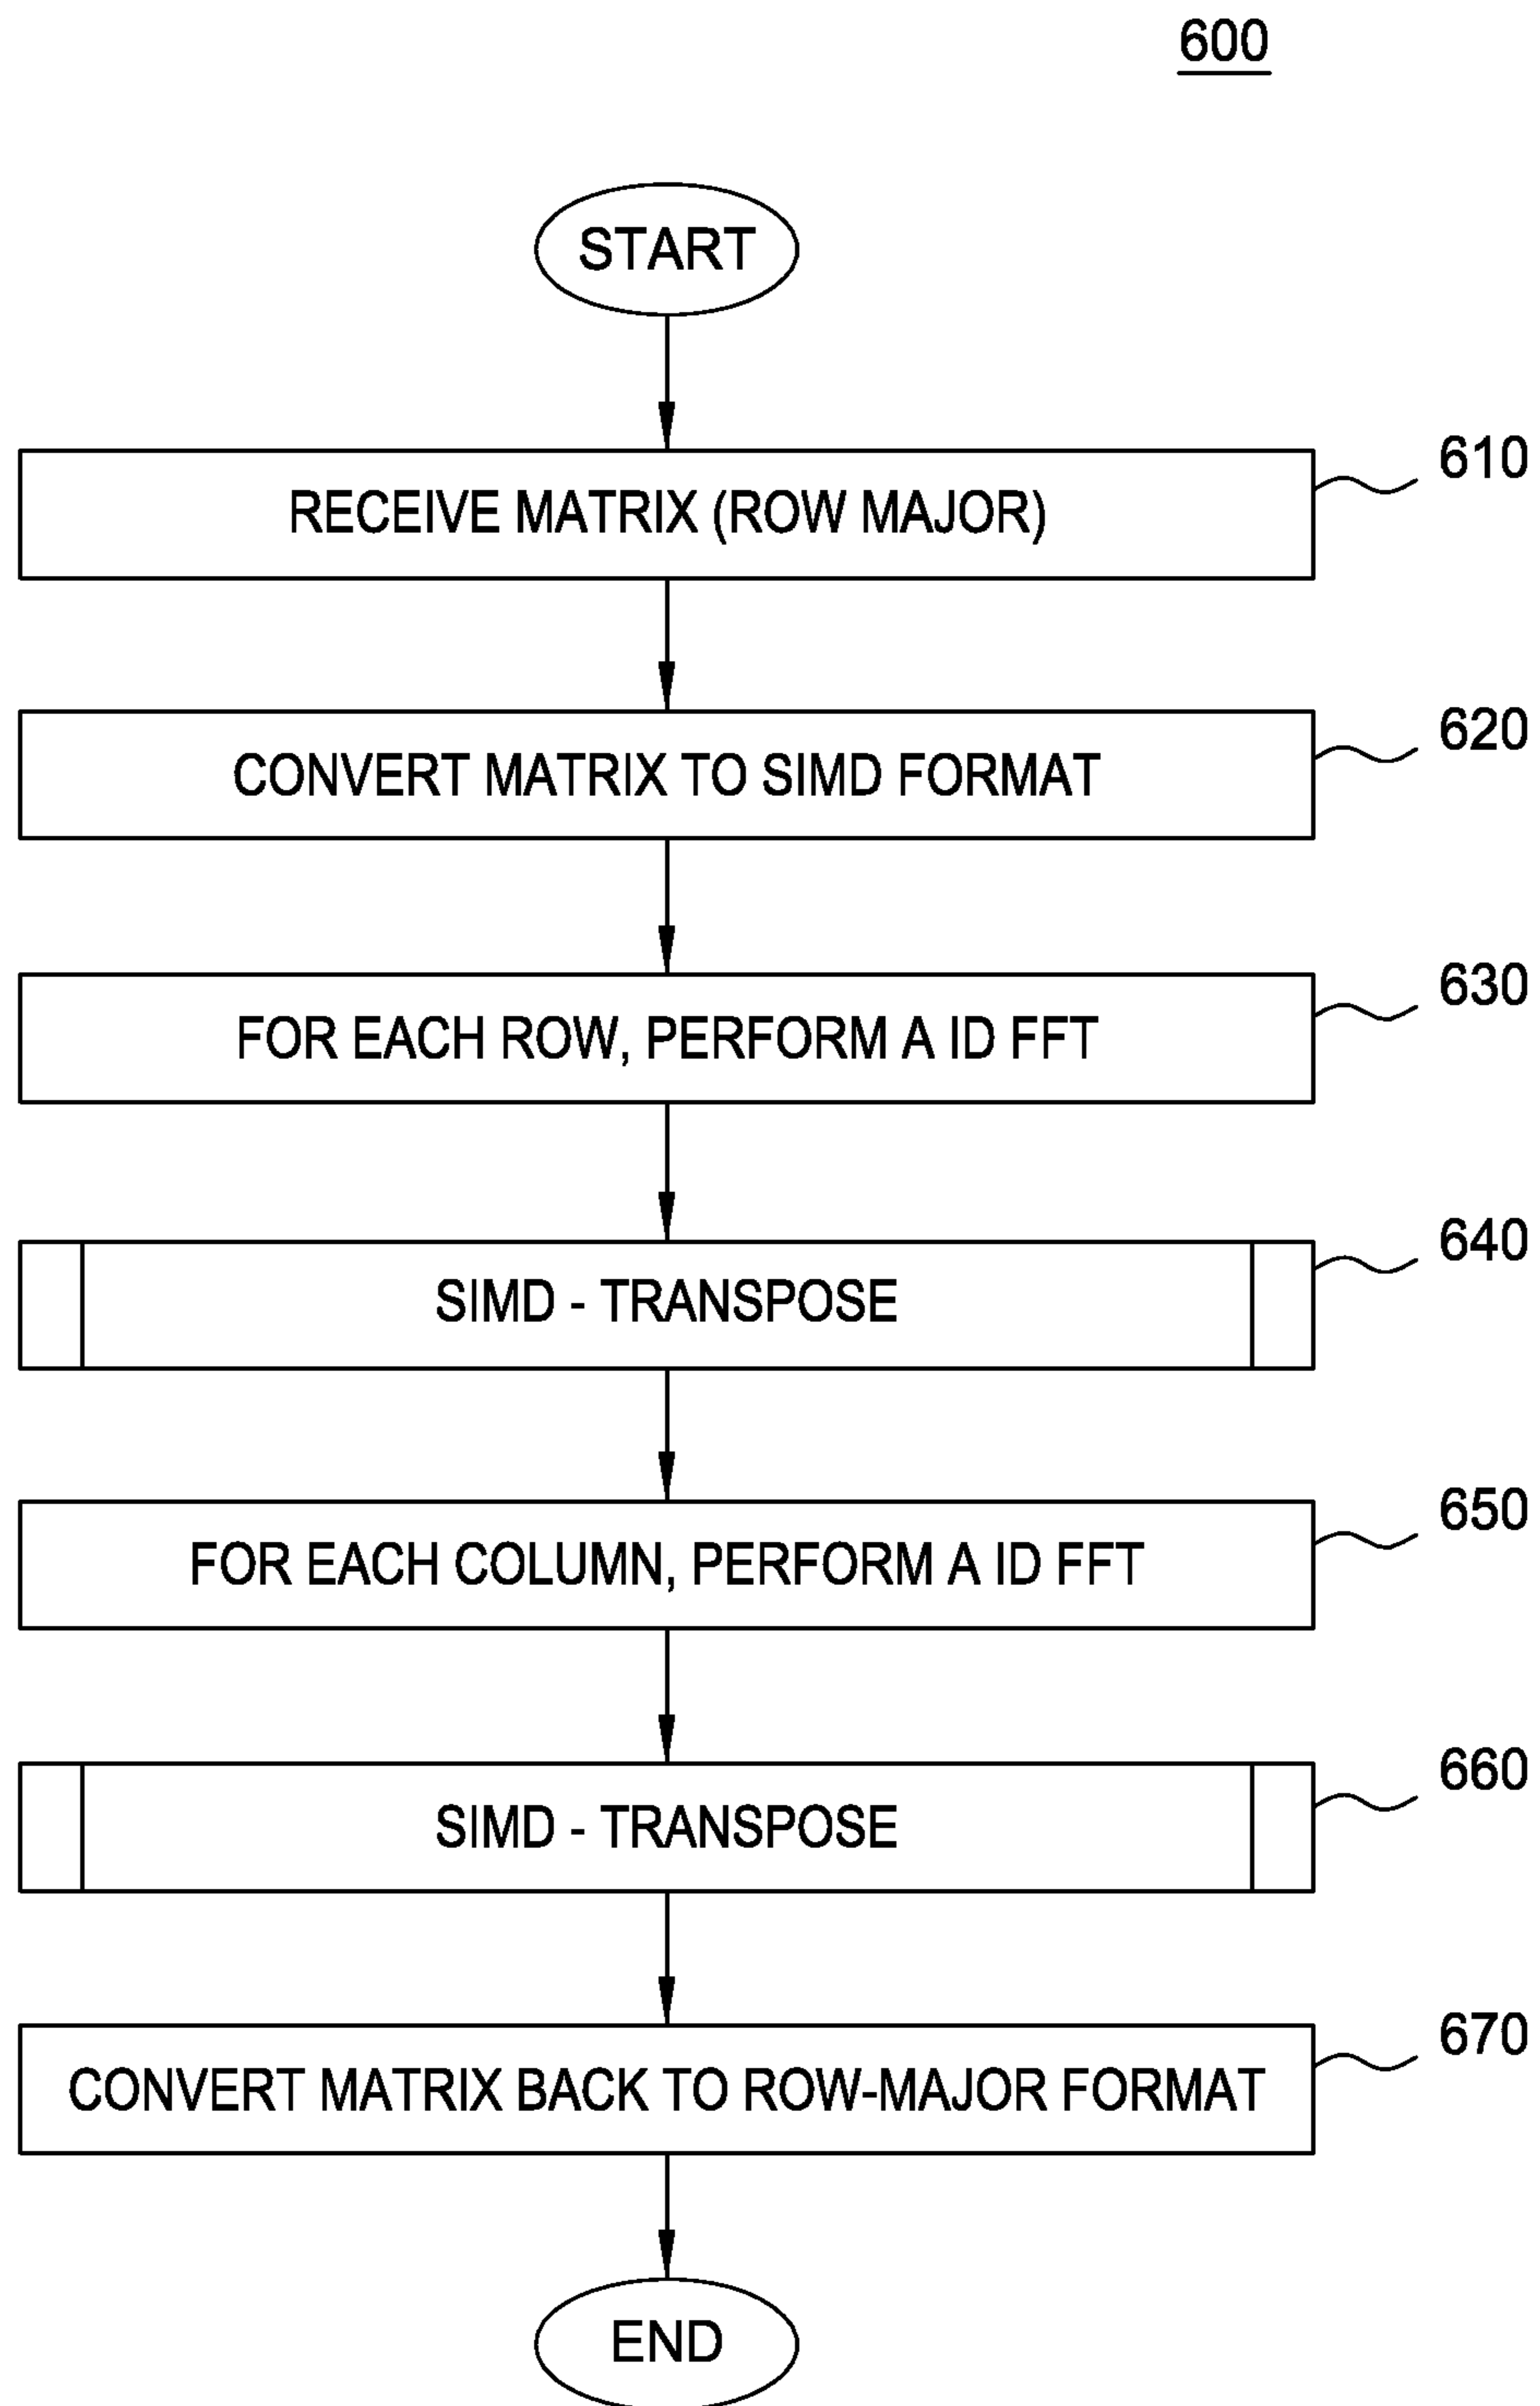 600
START
RECEIVE MATRIX (ROW MAJOR)
610
CONVERT MATRIX TO SIMD FORMAT
620
FOR EACH ROW, PERFORM A ID FFT
630
SIMD - TRANSPOSE
640
FOR EACH COLUMN, PERFORM A ID FFT
650
SIMD - TRANSPOSE
660
CONVERT MATRIX BACK TO ROW-MAJOR FORMAT
670
END